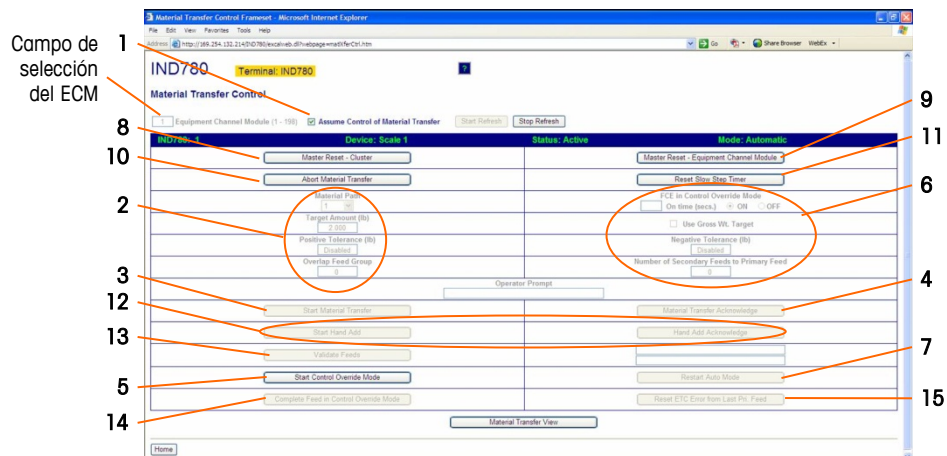 Material Transfer Control Frameset - Microsoft Internet Explorer
File Edit View Favorites Tools Help
Address http://169.254.132.214/IND780/excalweb.dll?webpage=matXferCtrl.htm Go Share Browser WebEx
Campo de selección del ECM
1
IND780 Terminal: IND780 ?
Material Transfer Control
1 Equipment Channel Module (1 - 198) Assume Control of Material Transfer Start Refresh Stop Refresh
IND780: 1 Device: Scale 1 Status: Active Mode: Automatic
8 Master Reset - Cluster Master Reset - Equipment Channel Module 9
10 Abort Material Transfer Reset Slow Step Timer 11
2 Material Path FCE in Control Override Mode 6
1 On time (secs.) ON OFF
Target Amount (lb) Use Gross Wt. Target
2.000
Positive Tolerance (lb) Negative Tolerance (lb)
Disabled Disabled
Overlap Feed Group Number of Secondary Feeds to Primary Feed
0 0
Operator Prompt
3 Start Material Transfer Material Transfer Acknowledge 4
12 Start Hand Add Hand Add Acknowledge
13 Validate Feeds
5 Start Control Override Mode Restart Auto Mode 7
14 Complete Feed in Control Override Mode Reset ETC Error from Last Pri. Feed 15
Material Transfer View
Home